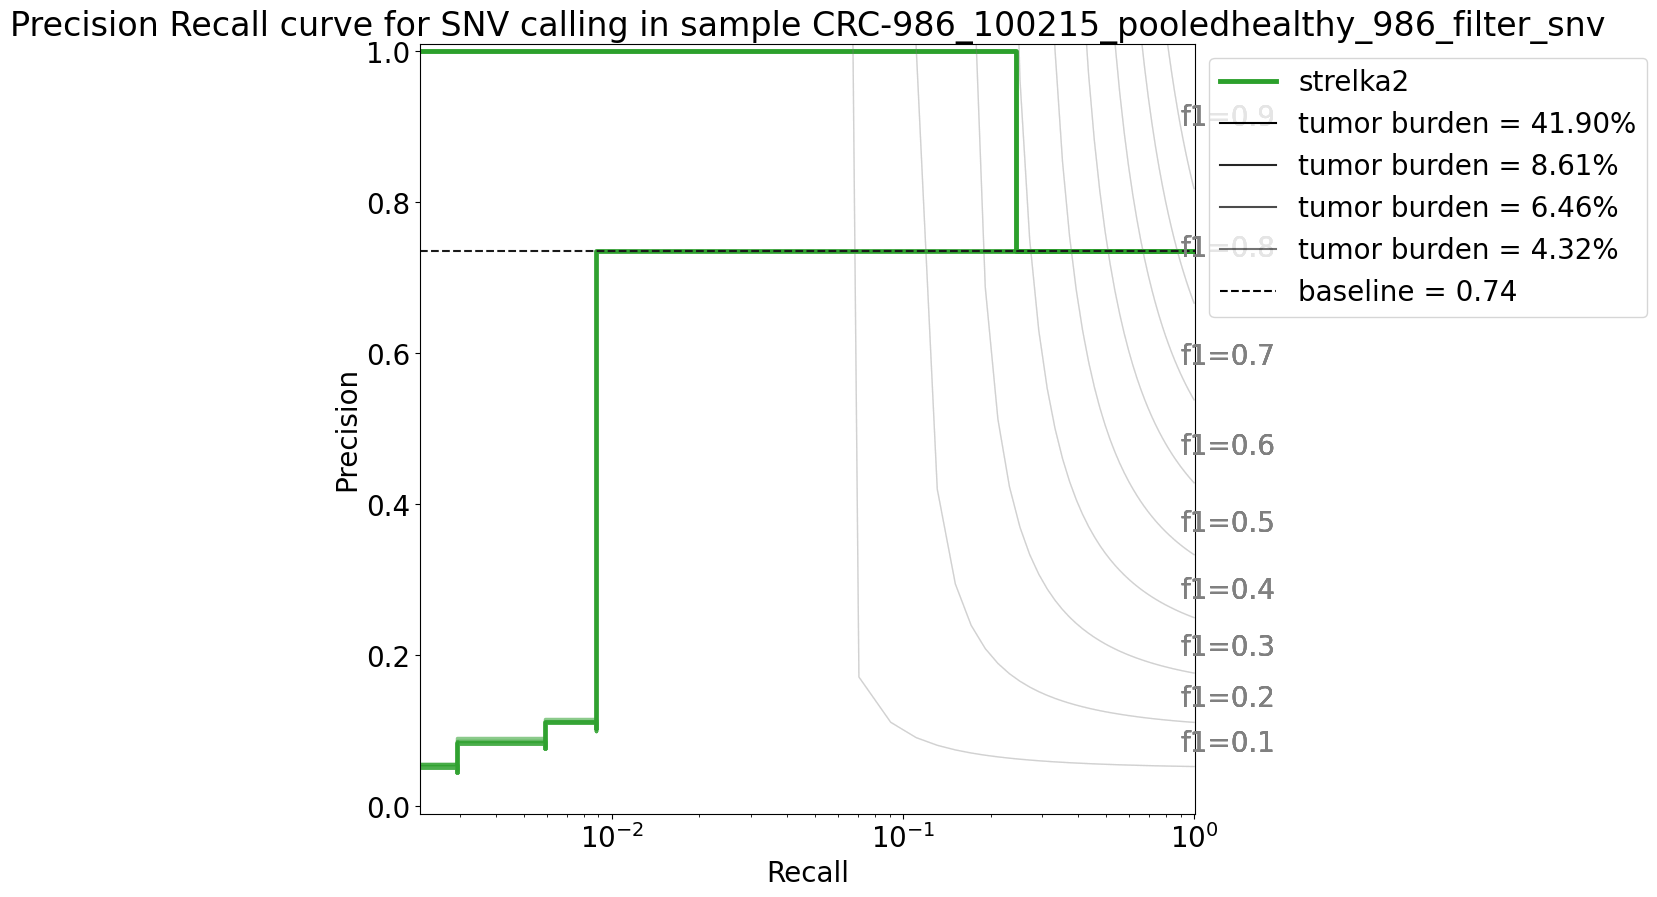 Precision Recall curve for SNV calling in sample CRC-986_100215_pooledhealthy_986_filter_snv
1.0
0.8
0.6
0.4
0.2
0.0
Precision
10⁻²
10⁻¹
10⁰
Recall
f1=0.9
f1=0.8
f1=0.7
f1=0.6
f1=0.5
f1=0.4
f1=0.3
f1=0.2
f1=0.1
strelka2
tumor burden = 41.90%
tumor burden = 8.61%
tumor burden = 6.46%
tumor burden = 4.32%
baseline = 0.74